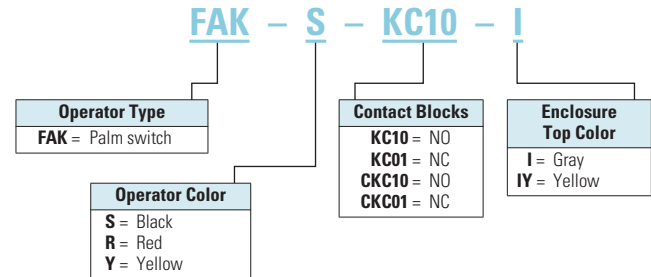 FAK – S – KC10 – I
Operator Type
FAK = Palm switch
Operator Color
S = Black
R = Red
Y = Yellow
Contact Blocks
KC10 = NO
KC01 = NC
CKC10 = NO
CKC01 = NC
Enclosure
Top Color
I = Gray
IY = Yellow